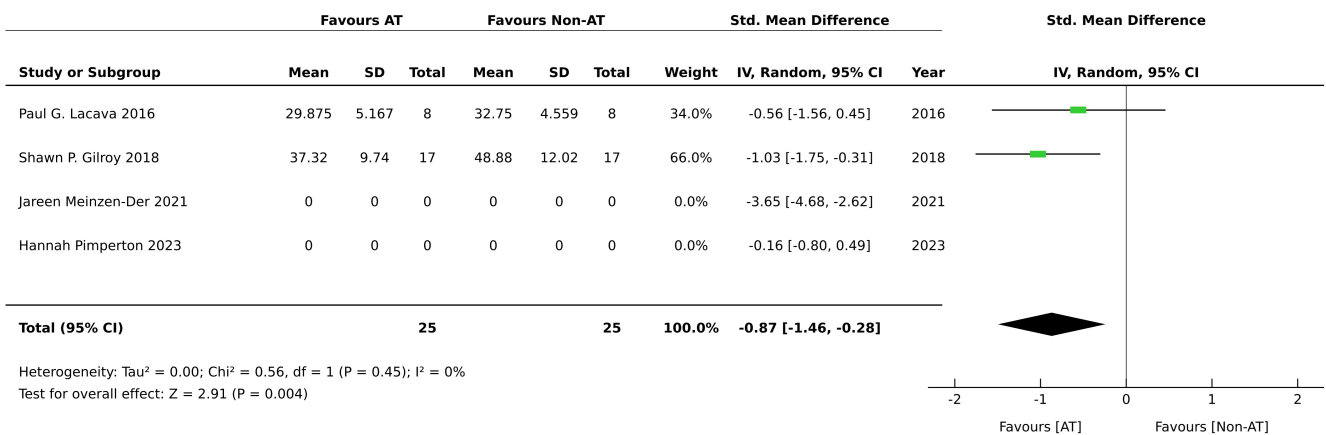 Favours AT Favours Non-AT Std. Mean Difference Std. Mean Difference
Study or Subgroup Mean SD Total Mean SD Total Weight IV, Random, 95% CI Year IV, Random, 95% CI
Paul G. Lacava 2016 29.875 5.167 8 32.75 4.559 8 34.0% -0.56 [-1.56, 0.45] 2016
Shawn P. Gilroy 2018 37.32 9.74 17 48.88 12.02 17 66.0% -1.03 [-1.75, -0.31] 2018
Jareen Meinzen-Der 2021 0 0 0 0 0 0 0.0% -3.65 [-4.68, -2.62] 2021
Hannah Pimperton 2023 0 0 0 0 0 0 0.0% -0.16 [-0.80, 0.49] 2023
Total (95% CI) 25 25 100.0% -0.87 [-1.46, -0.28]
Heterogeneity: Tau² = 0.00; Chi² = 0.56, df = 1 (P = 0.45); I² = 0%
Test for overall effect: Z = 2.91 (P = 0.004)
-2 -1 0 1 2
Favours [AT] Favours [Non-AT]